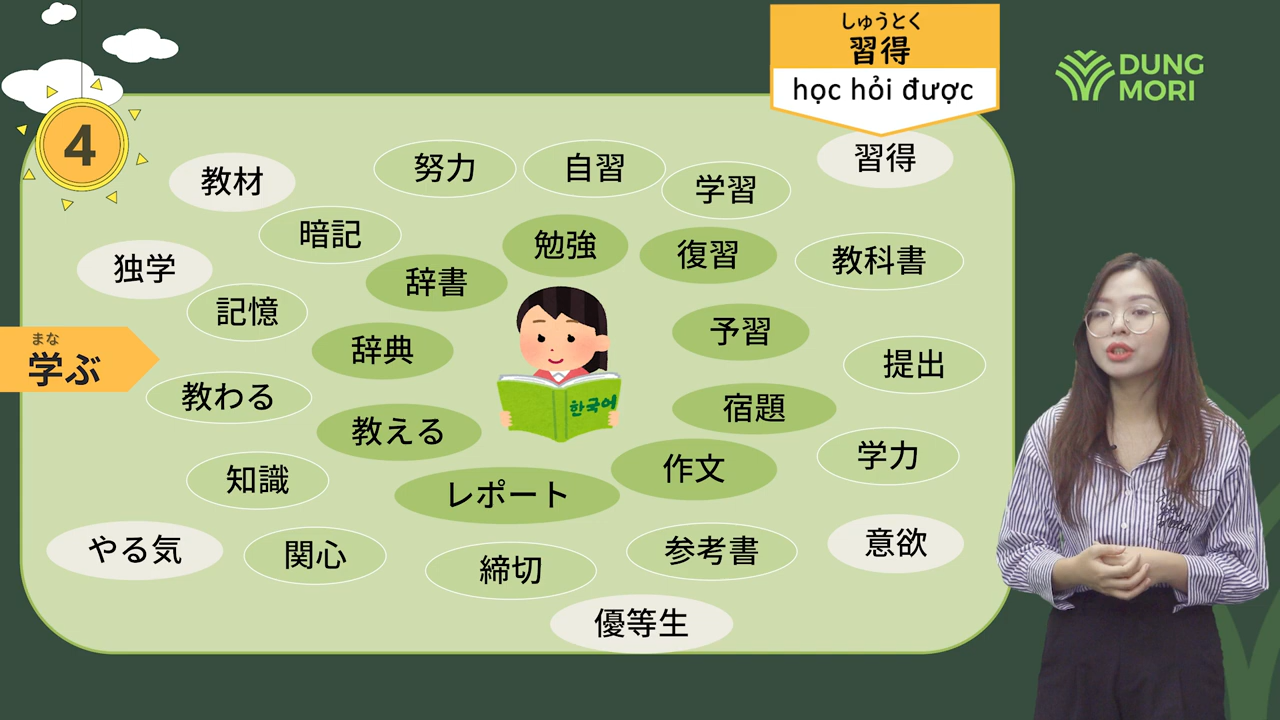 しゅうとく
習得
học hỏi được
DUNG
MORI
4
教材
努力
自習
学習
習得
暗記
勉強
復習
教科書
独学
辞書
記憶
予習
まな
学ぶ
辞典
提出
教わる
教える
宿題
学力
作文
知識
レポート
やる気
関心
締切
参考書
意欲
優等生
한국어